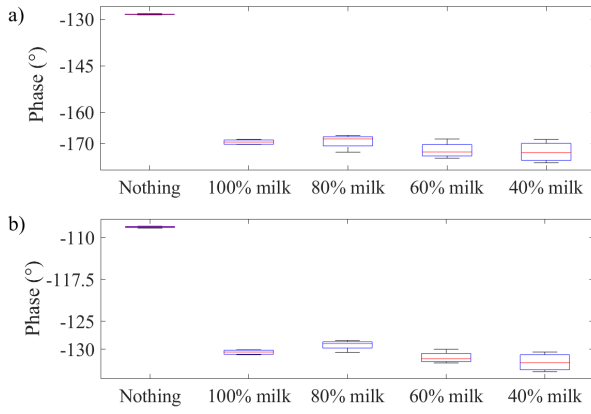 a)
Phase (°)
-130
-145
-160
-170
Nothing 100% milk 80% milk 60% milk 40% milk
b)
Phase (°)
-110
-117.5
-125
-130
Nothing 100% milk 80% milk 60% milk 40% milk